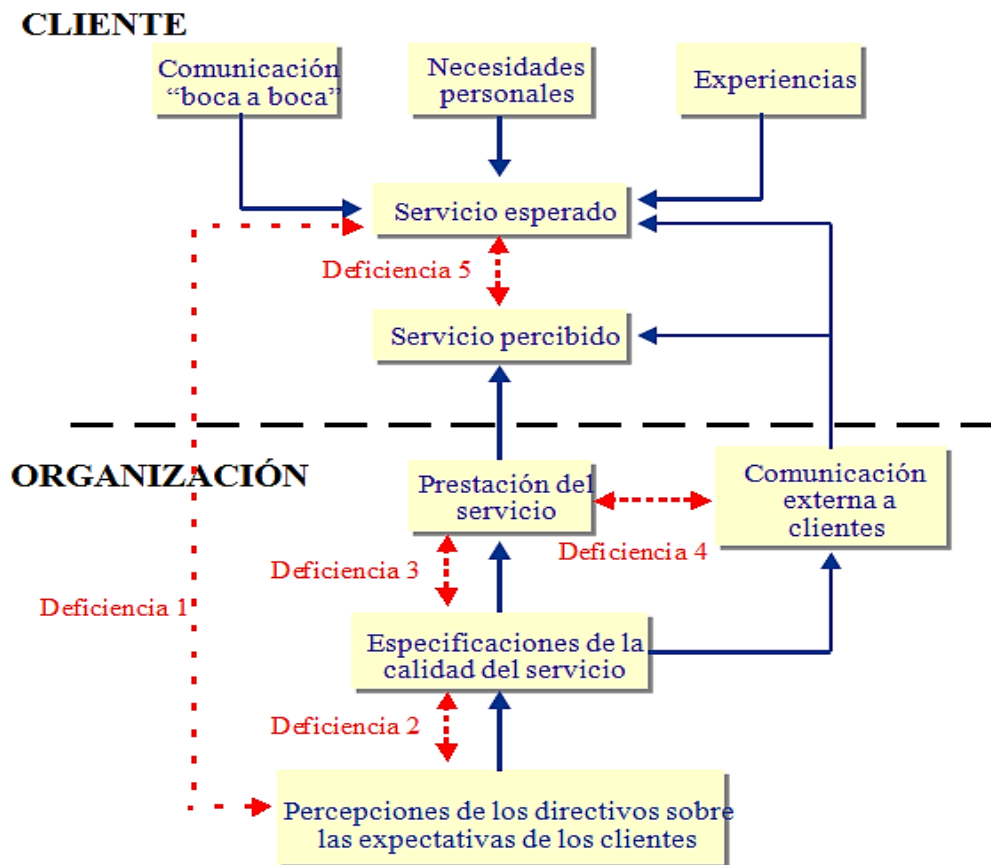 CLIENTE
Comunicación
“boca a boca”
Necesidades
personales
Experiencias
Servicio esperado
Deficiencia 5
Servicio percibido
ORGANIZACIÓN
Prestación del
servicio
Comunicación
externa a
clientes
Deficiencia 4
Deficiencia 3
Deficiencia 1
Especificaciones de la
calidad del servicio
Deficiencia 2
Percepciones de los directivos sobre
las expectativas de los clientes